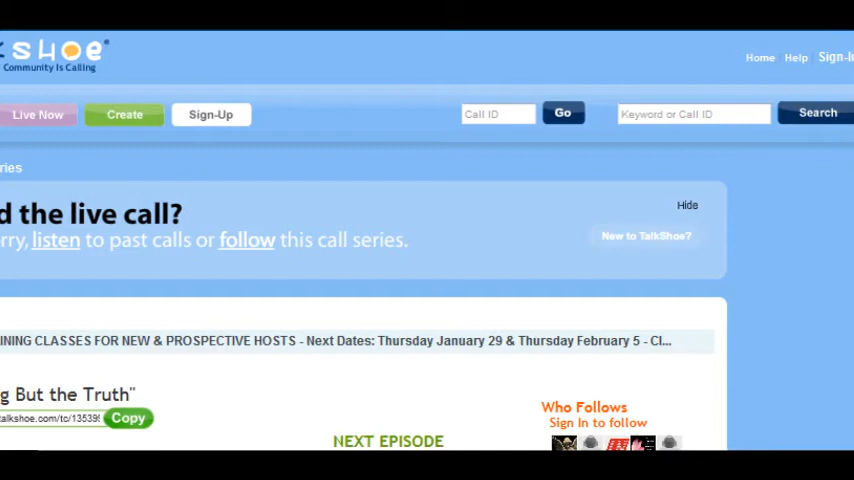 SHOE
Community Is Calling
Home Help Sign-I
Live Now Create Sign-Up Call ID Go Keyword or Call ID Search
ries
d the live call?
Hide
rry, listen to past calls or follow this call series.
New to TalkShoe?
INING CLASSES FOR NEW & PROSPECTIVE HOSTS - Next Dates: Thursday January 29 & Thursday February 5 - Cl...
g But the Truth"
talkshoe.com/tc/13539 Copy
Who Follows
Sign In to follow
NEXT EPISODE